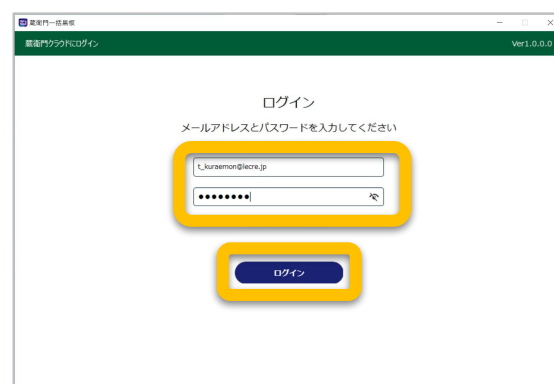 蔵衛門一括黒板
蔵衛門クラウドにログイン
Ver1.0.0.0
ログイン
メールアドレスとパスワードを入力してください
t_kuraemon@lecre.jp
●●●●●●●●
ログイン